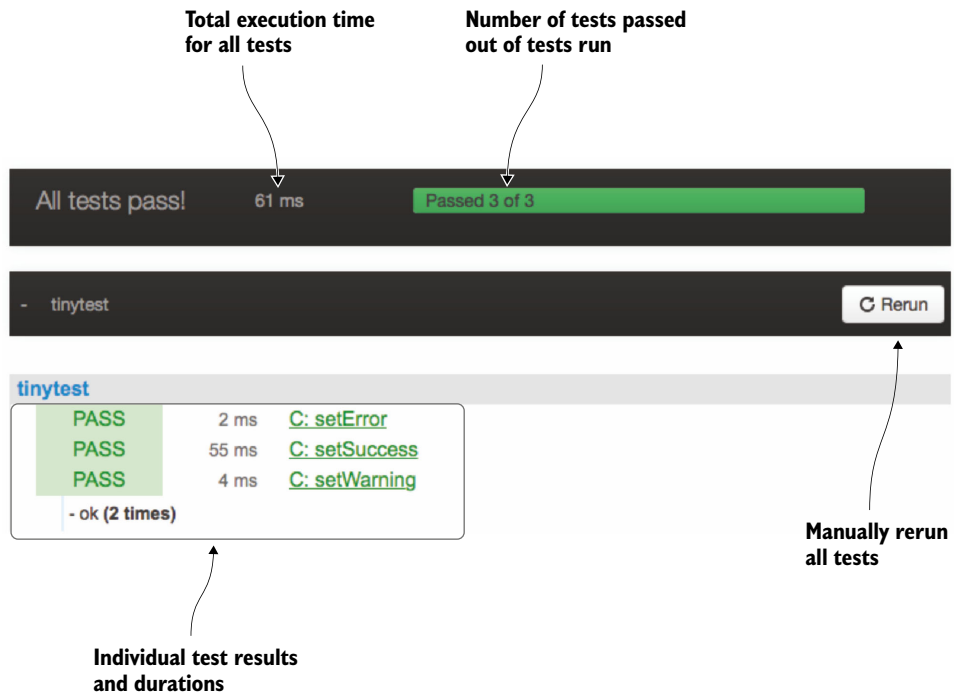 Total execution time
for all tests
Number of tests passed
out of tests run
All tests pass! 61 ms Passed 3 of 3
- tinytest Rerun
tinytest
PASS 2 ms C: setError
PASS 55 ms C: setSuccess
PASS 4 ms C: setWarning
- ok (2 times)
Manually rerun
all tests
Individual test results
and durations